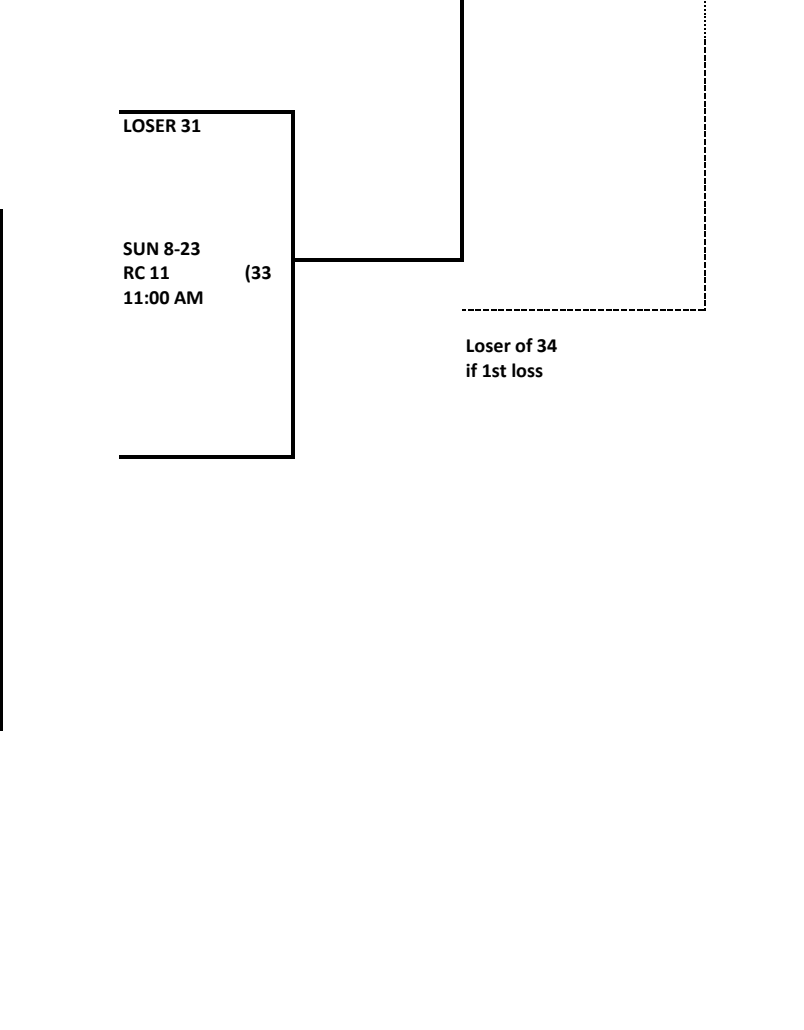 LOSER 31
SUN 8-23
RC 11 (33
11:00 AM
Loser of 34
if 1st loss